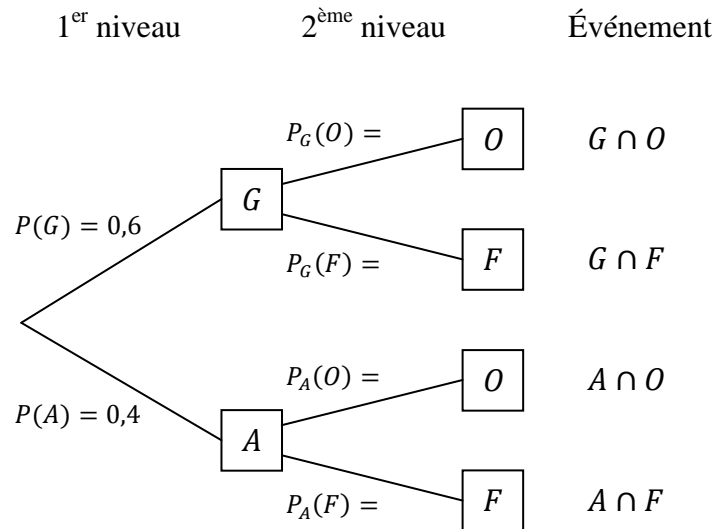 1er niveau 2ème niveau Événement
P_G(O) = O G ∩ O
G
P(G) = 0,6
P_G(F) = F G ∩ F
P_A(O) = O A ∩ O
P(A) = 0,4
A
P_A(F) = F A ∩ F